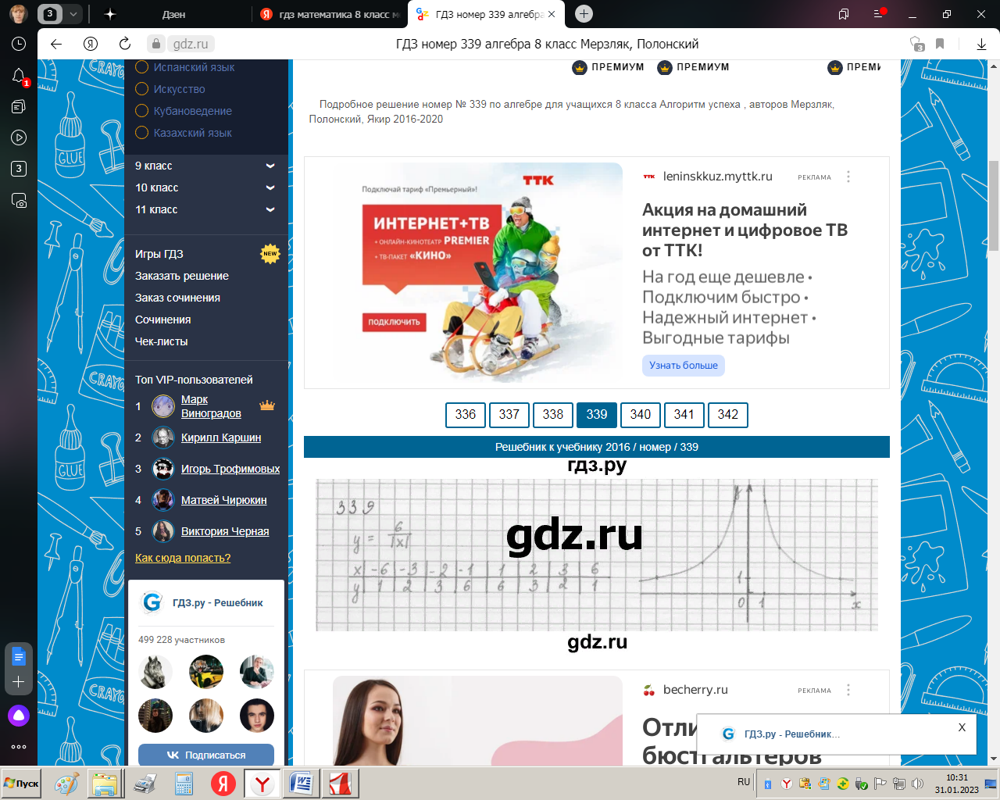 3
Дзен
гдз математика 8 класс м
ГДЗ номер 339 алгебра
gdz.ru
ГДЗ номер 339 алгебра 8 класс Мерзляк, Полонский
3
1
3
Испанский язык
Искусство
Кубановедение
Казахский язык
9 класс
10 класс
11 класс
Игры ГДЗ
NEW
Заказать решение
Заказ сочинения
Сочинения
Чек-листы
Топ VIP-пользователей
1 Марк Виноградов
2 Кирилл Каршин
3 Игорь Трофимовых
4 Матвей Чирюкин
5 Виктория Черная
Как сюда попасть?
ГДЗ.ру - Решебник
499 228 участников
Подписаться
ПРЕМИУМ ПРЕМИУМ ПРЕМИ
Подробное решение номер № 339 по алгебре для учащихся 8 класса Алгоритм успеха , авторов Мерзляк,
Полонский, Якир 2016-2020
Подключай тариф «Премьерный»!
ТТК
ИНТЕРНЕТ+ТВ
• ОНЛАЙН-КИНОТЕАТР PREMIER
• ТВ-ПАКЕТ «КИНО»
ПОДКЛЮЧИТЬ
ТТК leninskkuz.myttk.ru РЕКЛАМА
Акция на домашний
интернет и цифровое ТВ
от ТТК!
На год еще дешевле •
Подключим быстро •
Надежный интернет •
Выгодные тарифы
Узнать больше
336 337 338 339 340 341 342
Решебник к учебнику 2016 / номер / 339
гдз.ру
339
y = 6/|x|
x | -6 | -3 | -2 | -1 | 1 | 2 | 3 | 6
y | 1 | 2 | 3 | 6 | 6 | 3 | 2 | 1
gdz.ru
y
1
0 1 x
gdz.ru
becherry.ru РЕКЛАМА
Отли
бюстгальтеров
ГДЗ.ру - Решебник...
X
Пуск
RU
10:31
31.01.2023